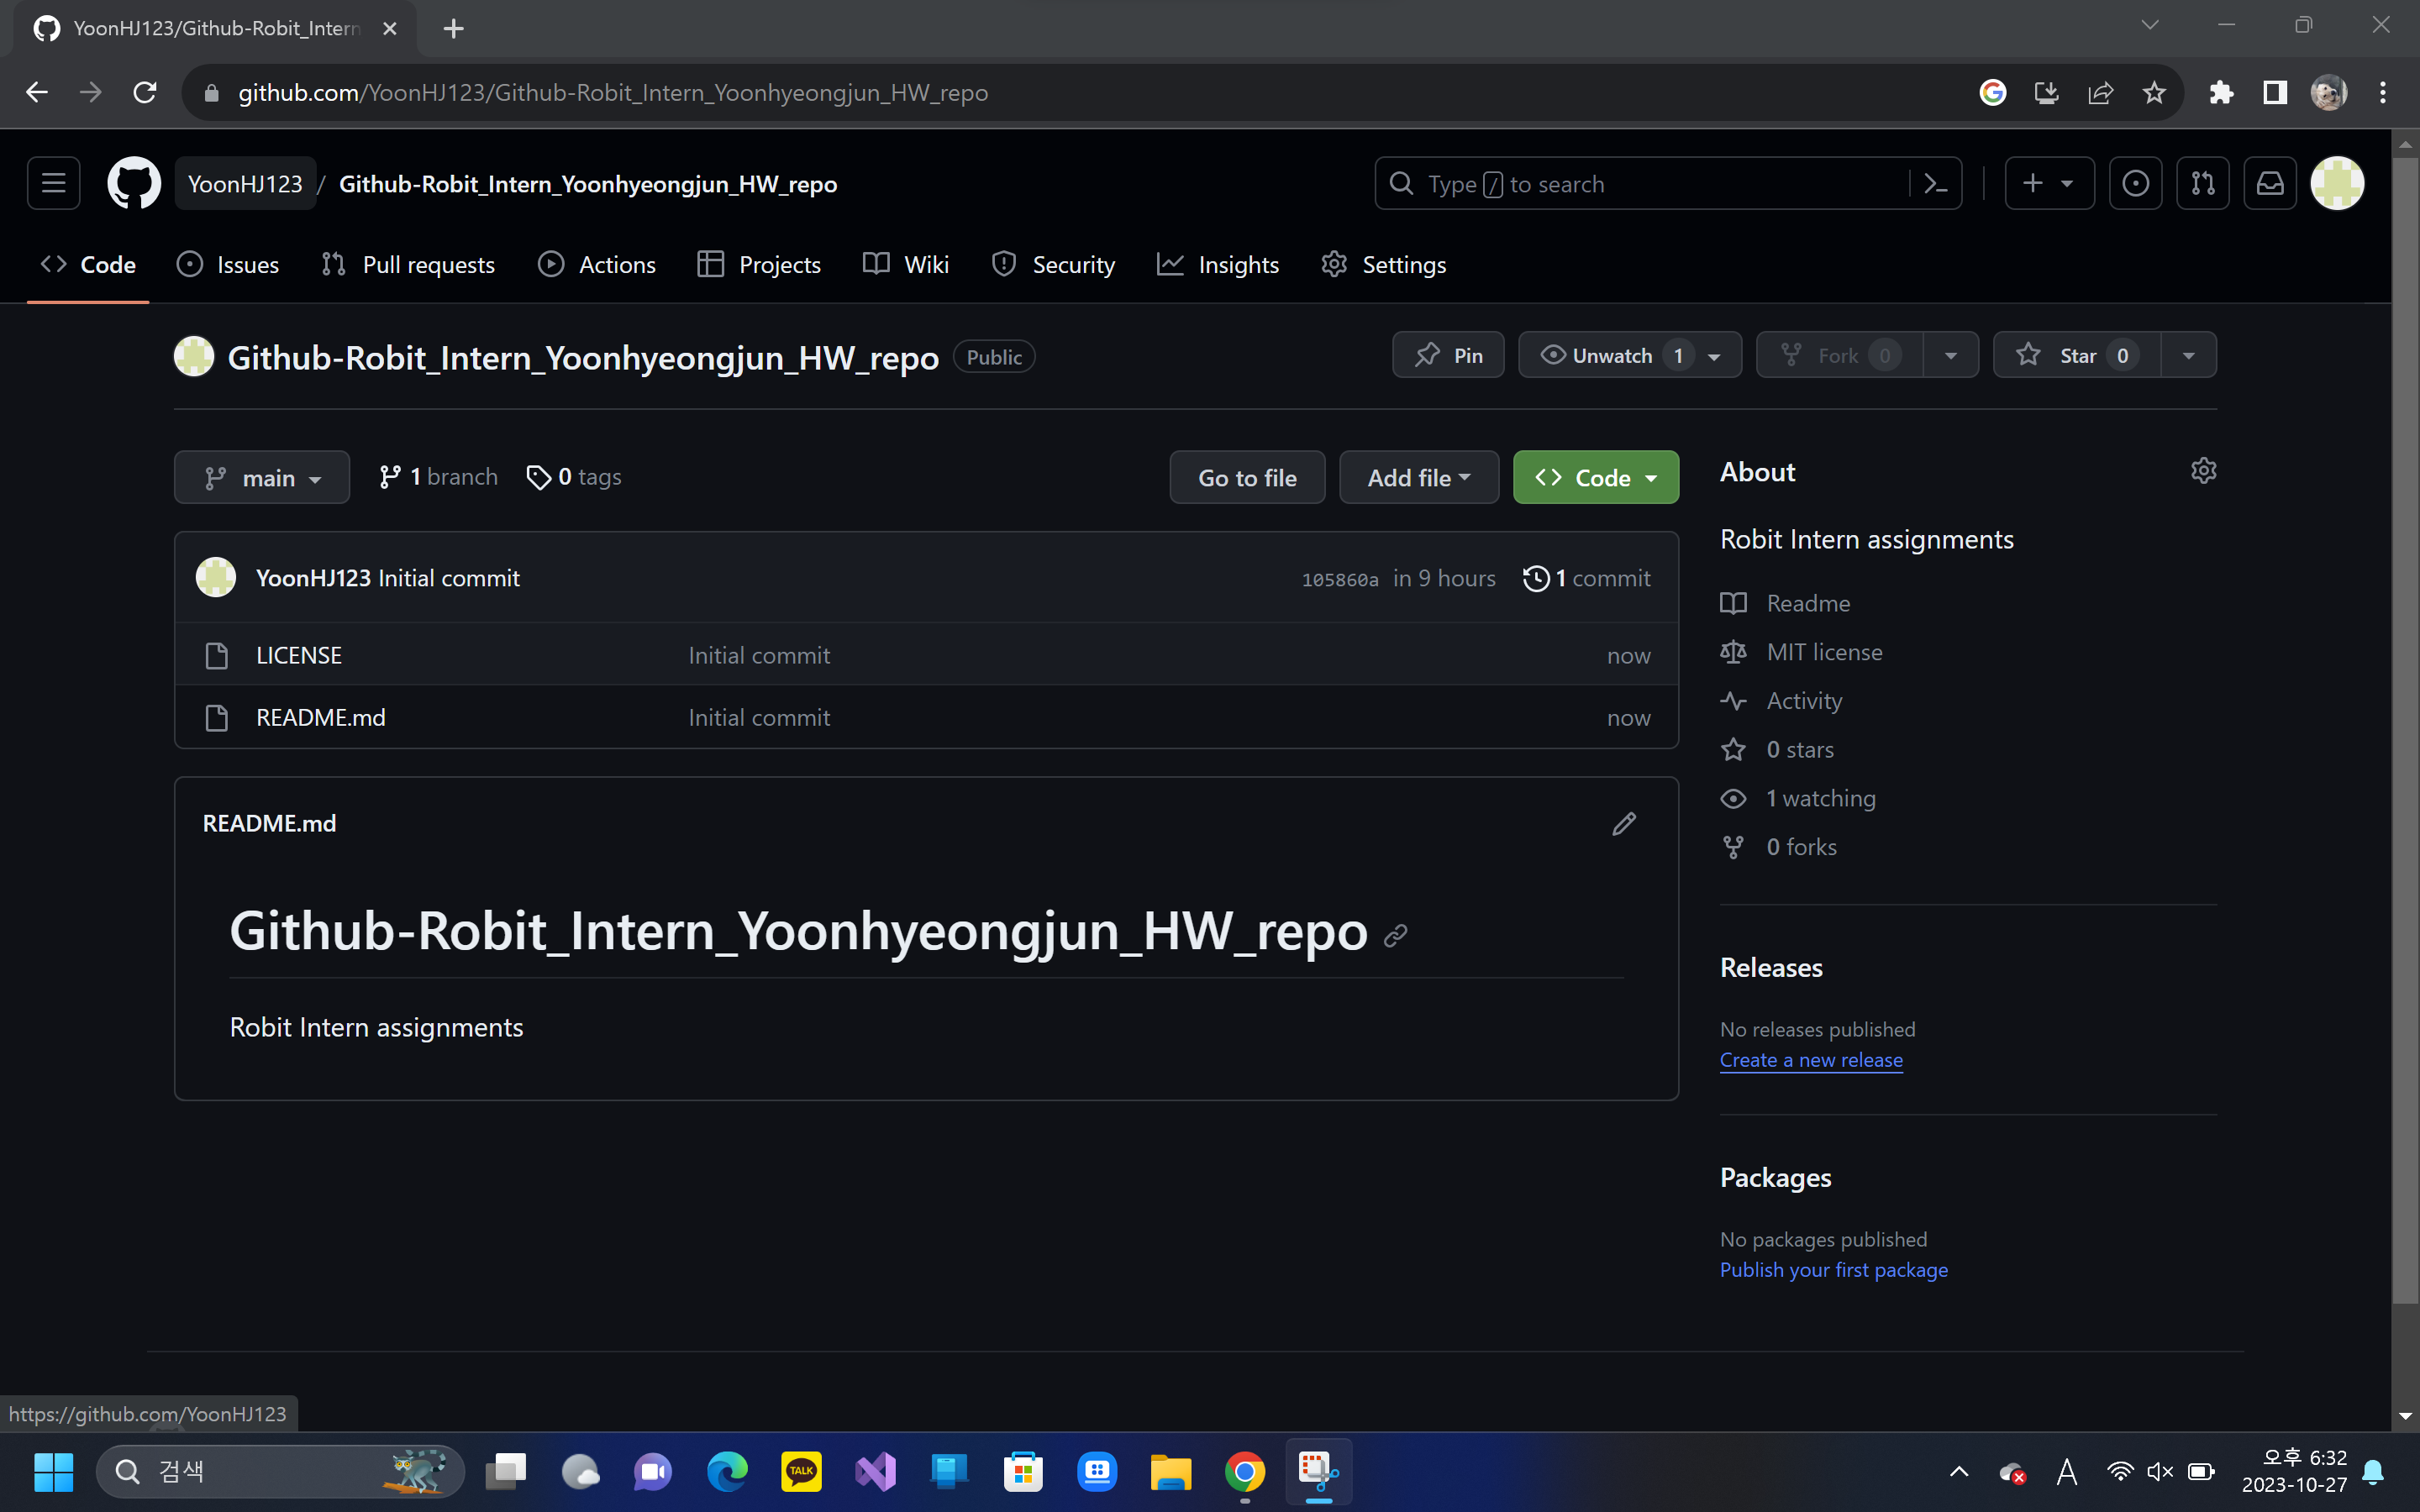 YoonHJ123/Github-Robit_Intern
github.com/YoonHJ123/Github-Robit_Intern_Yoonhyeongjun_HW_repo
YoonHJ123 / Github-Robit_Intern_Yoonhyeongjun_HW_repo
Type / to search
Code Issues Pull requests Actions Projects Wiki Security Insights Settings
Github-Robit_Intern_Yoonhyeongjun_HW_repo Public
Pin Unwatch 1 Fork 0 Star 0
main 1 branch 0 tags Go to file Add file Code
YoonHJ123 Initial commit 105860a in 9 hours 1 commit
LICENSE Initial commit now
README.md Initial commit now
README.md
Github-Robit_Intern_Yoonhyeongjun_HW_repo
Robit Intern assignments
About
Robit Intern assignments
Readme
MIT license
Activity
0 stars
1 watching
0 forks
Releases
No releases published
Create a new release
Packages
No packages published
Publish your first package
https://github.com/YoonHJ123
검색
TALK
A
오후 6:32
2023-10-27